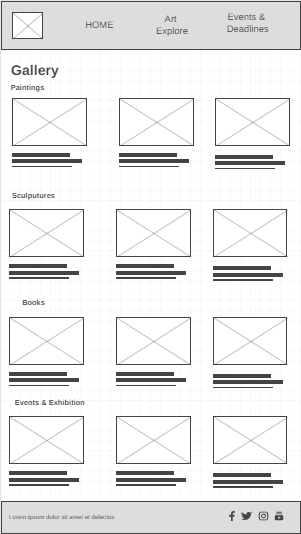 HOME
Art
Explore
Events &
Deadlines
Gallery
Paintings
Sculputures
Books
Events & Exhibition
Lorem ipsum dolor sit amet et delectus